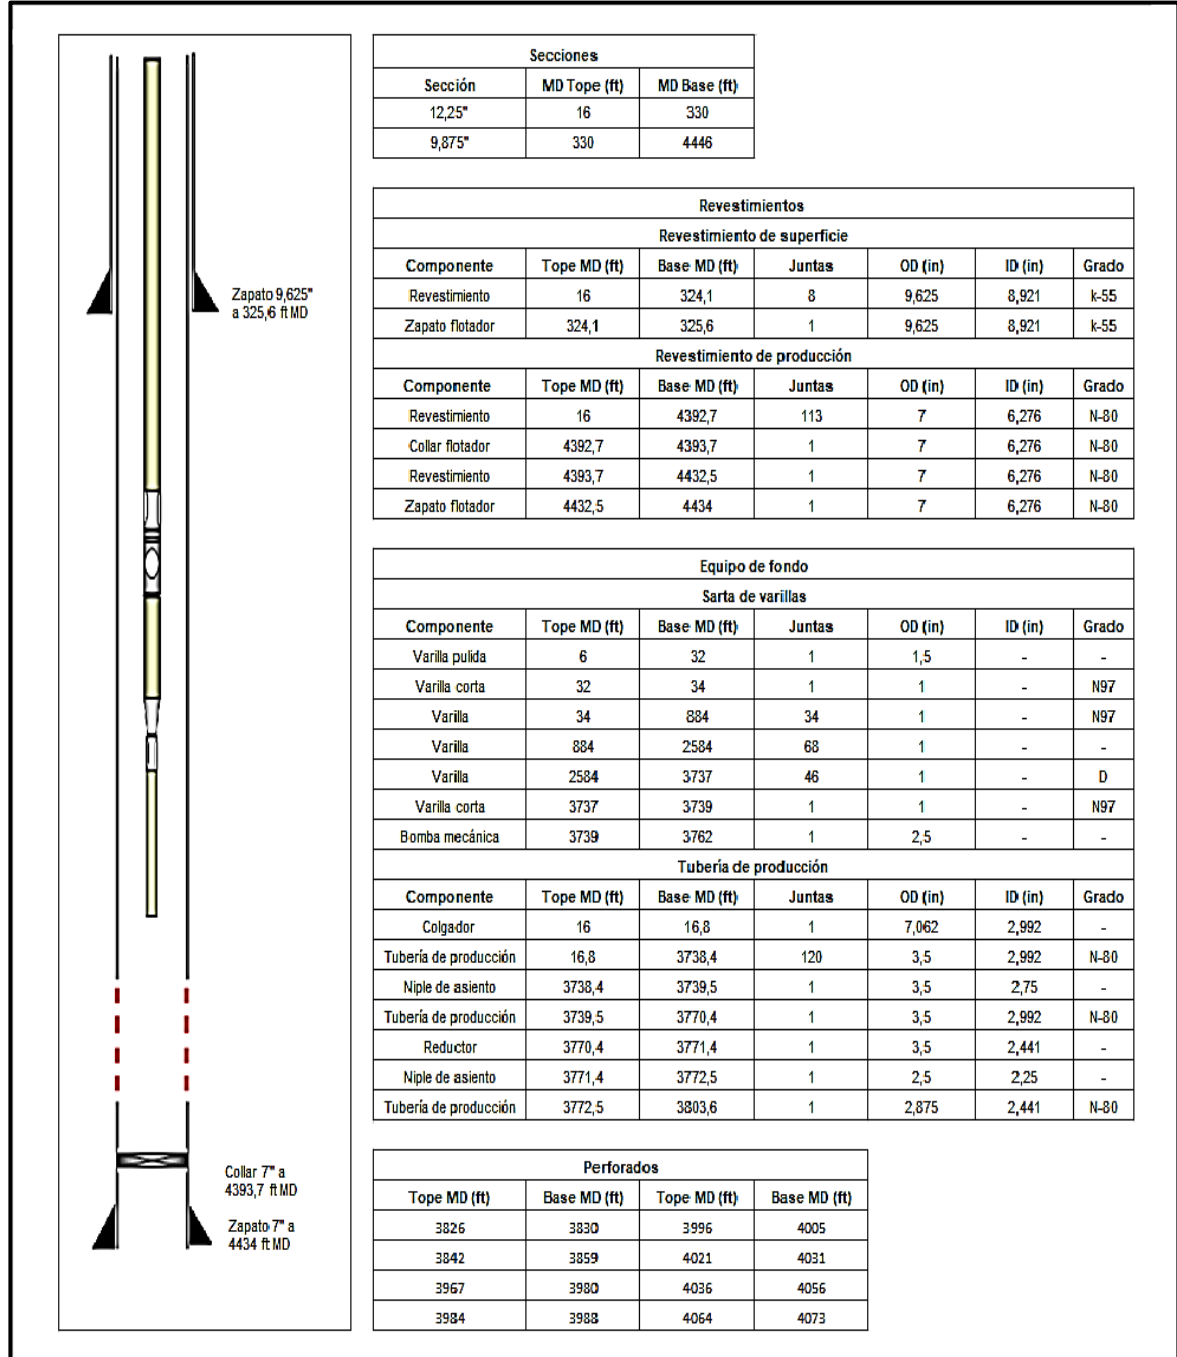 Zapato 9,625"
a 325,6 ft MD
Collar 7" a
4393,7 ft MD
Zapato 7" a
4434 ft MD
Secciones
Sección MD Tope (ft) MD Base (ft)
12,25" 16 330
9,875" 330 4446
Revestimientos
Revestimiento de superficie
Componente Tope MD (ft) Base MD (ft) Juntas OD (in) ID (in) Grado
Revestimiento 16 324,1 8 9,625 8,921 k-55
Zapato flotador 324,1 325,6 1 9,625 8,921 k-55
Revestimiento de producción
Componente Tope MD (ft) Base MD (ft) Juntas OD (in) ID (in) Grado
Revestimiento 16 4392,7 113 7 6,276 N-80
Collar flotador 4392,7 4393,7 1 7 6,276 N-80
Revestimiento 4393,7 4432,5 1 7 6,276 N-80
Zapato flotador 4432,5 4434 1 7 6,276 N-80
Equipo de fondo
Sarta de varillas
Componente Tope MD (ft) Base MD (ft) Juntas OD (in) ID (in) Grado
Varilla pulida 6 32 1 1,5 - -
Varilla corta 32 34 1 1 - N97
Varilla 34 884 34 1 - N97
Varilla 884 2584 68 1 - -
Varilla 2584 3737 46 1 - D
Varilla corta 3737 3739 1 1 - N97
Bomba mecánica 3739 3762 1 2,5 - -
Tubería de producción
Componente Tope MD (ft) Base MD (ft) Juntas OD (in) ID (in) Grado
Colgador 16 16,8 1 7,062 2,992 -
Tubería de producción 16,8 3738,4 120 3,5 2,992 N-80
Niple de asiento 3738,4 3739,5 1 3,5 2,75 -
Tubería de producción 3739,5 3770,4 1 3,5 2,992 N-80
Reductor 3770,4 3771,4 1 3,5 2,441 -
Niple de asiento 3771,4 3772,5 1 2,5 2,25 -
Tubería de producción 3772,5 3803,6 1 2,875 2,441 N-80
Perforados
Tope MD (ft) Base MD (ft) Tope MD (ft) Base MD (ft)
3826 3830 3996 4005
3842 3859 4021 4031
3967 3980 4036 4056
3984 3988 4064 4073